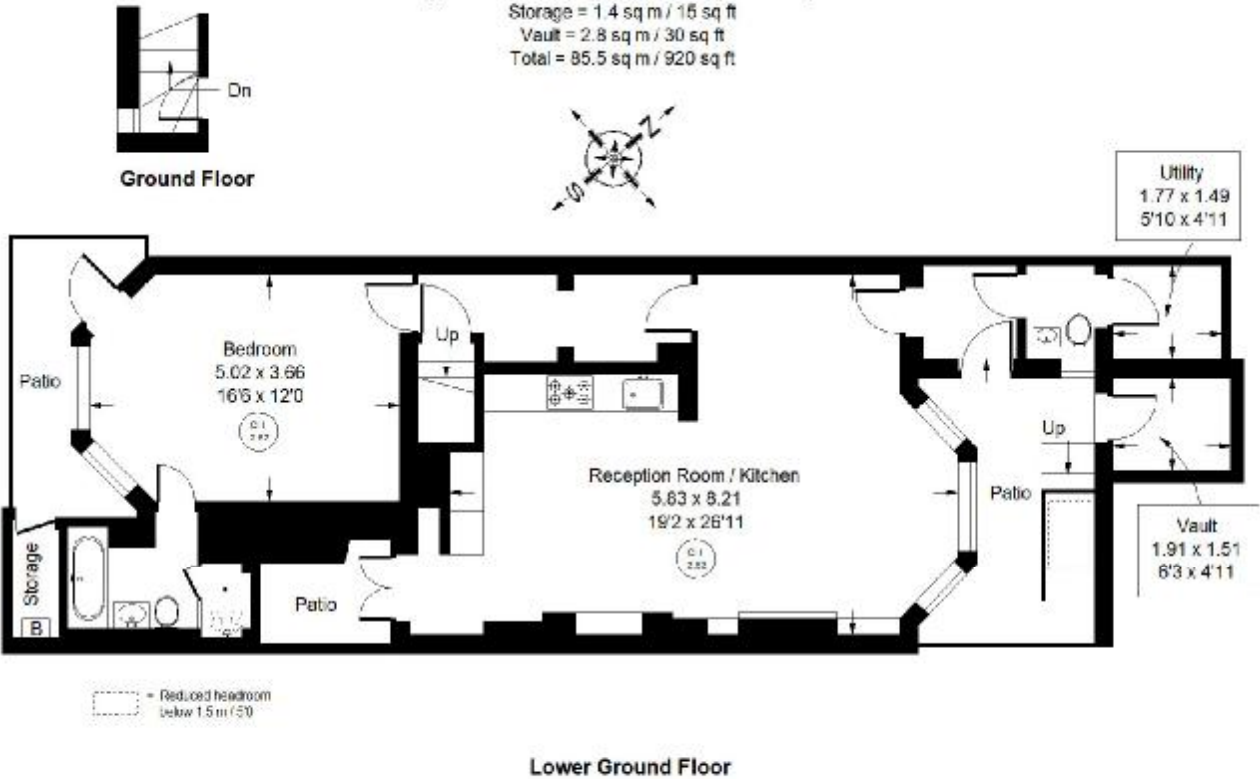 Storage = 1.4 sq m / 15 sq ft
Vault = 2.8 sq m / 30 sq ft
Total = 85.5 sq m / 920 sq ft
Dn
Ground Floor
N
S
Utility
1.77 x 1.49
5'10 x 4'11
Patio
Bedroom
5.02 x 3.66
16'6 x 12'0
Up
Reception Room / Kitchen
5.83 x 8.21
19'2 x 26'11
Up
Patio
Vault
1.91 x 1.51
6'3 x 4'11
Storage
B
Patio
= Reduced headroom
below 1.5 m / 5'0
Lower Ground Floor